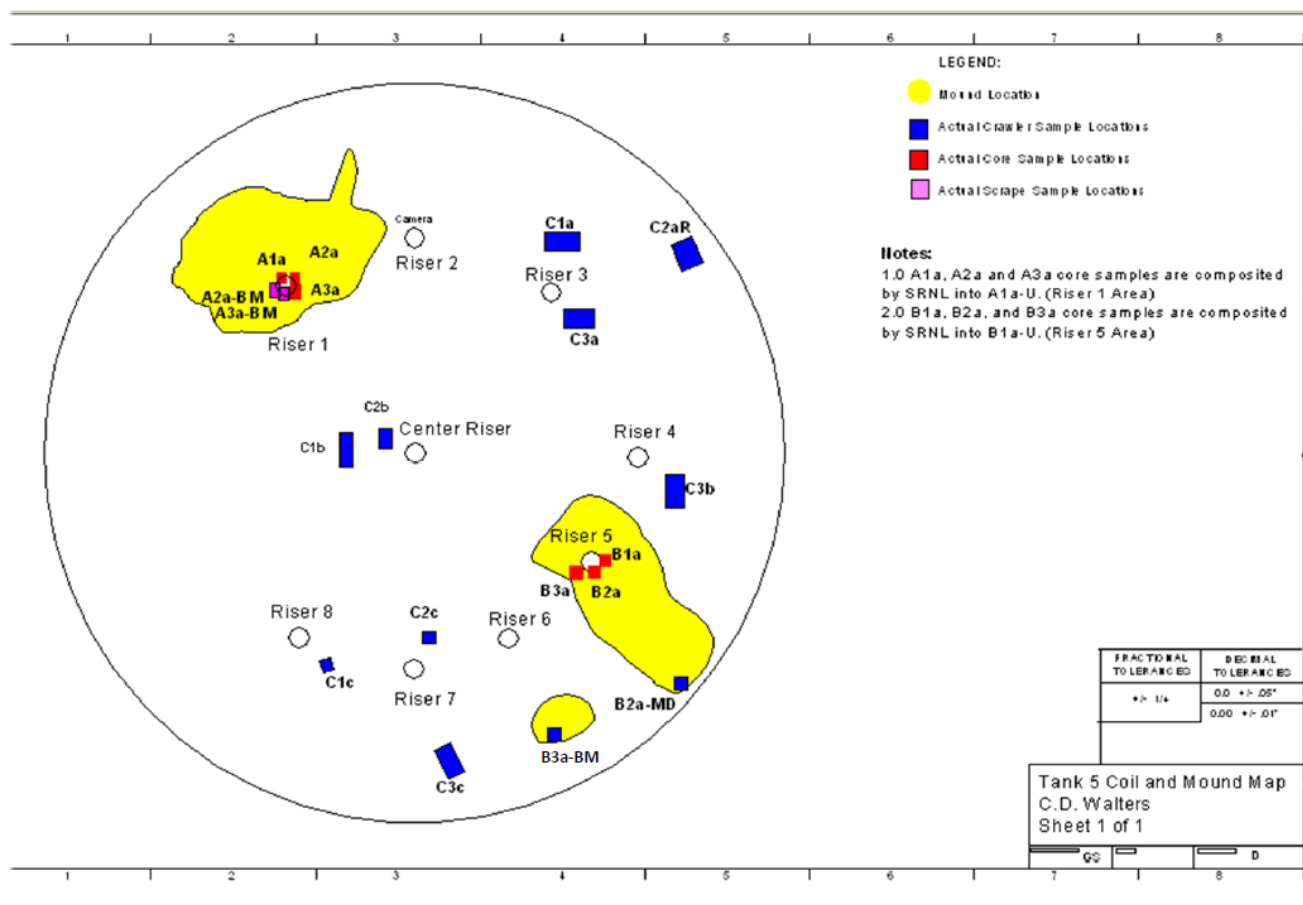 1 2 3 4 5 6 7 8
LEGEND:
Mound Location
Actual Crawler Sample Locations
Actual Core Sample Locations
Actual Scrape Sample Locations
Notes:
1.0 A1a, A2a and A3a core samples are composited
by SRNL into A1a-U. (Riser 1 Area)
2.0 B1a, B2a, and B3a core samples are composited
by SRNL into B1a-U. (Riser 5 Area)
Camera
Riser 2
C1a
C2aR
A1a
A2a
Riser 3
A2a-BM
A3a
A3a-BM
Riser 1
C3a
C2b
C1b
Center Riser
Riser 4
C3b
Riser 5
B1a
B3a
B2a
Riser 8
C2c
Riser 6
C1c
Riser 7
B2a-MD
B3a-BM
C3c
FRACTIONAL
TOLERANCES
+/- 1/4
DECIMAL
TOLERANCES
0.0 +/- .05"
0.00 +/- .01"
Tank 5 Coil and Mound Map
C.D. Walters
Sheet 1 of 1
GS
D
1 2 3 4 5 6 7 8